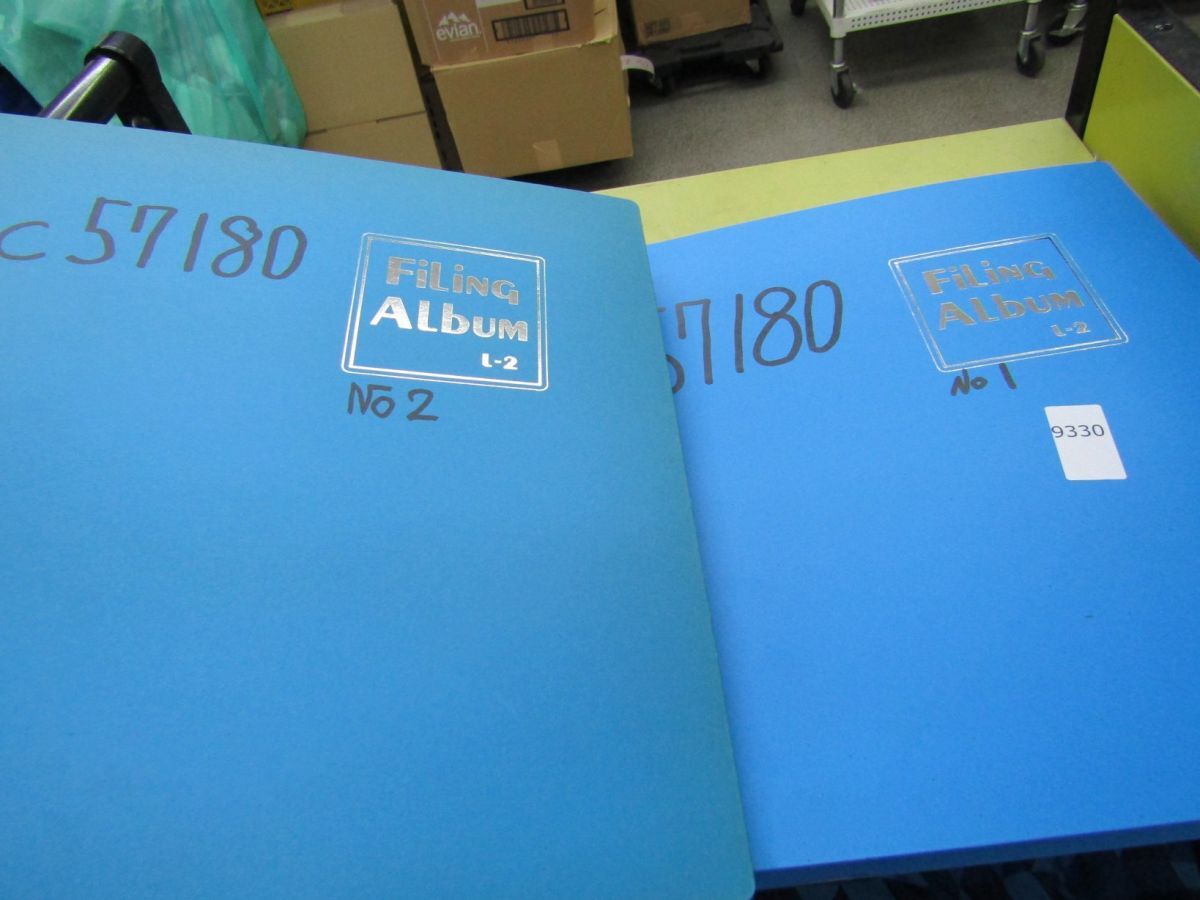 evian
C57180
FiLiNG
ALbUM
L-2
No 2
57180
FiLiNG
ALbUM
L-2
No 1
9330